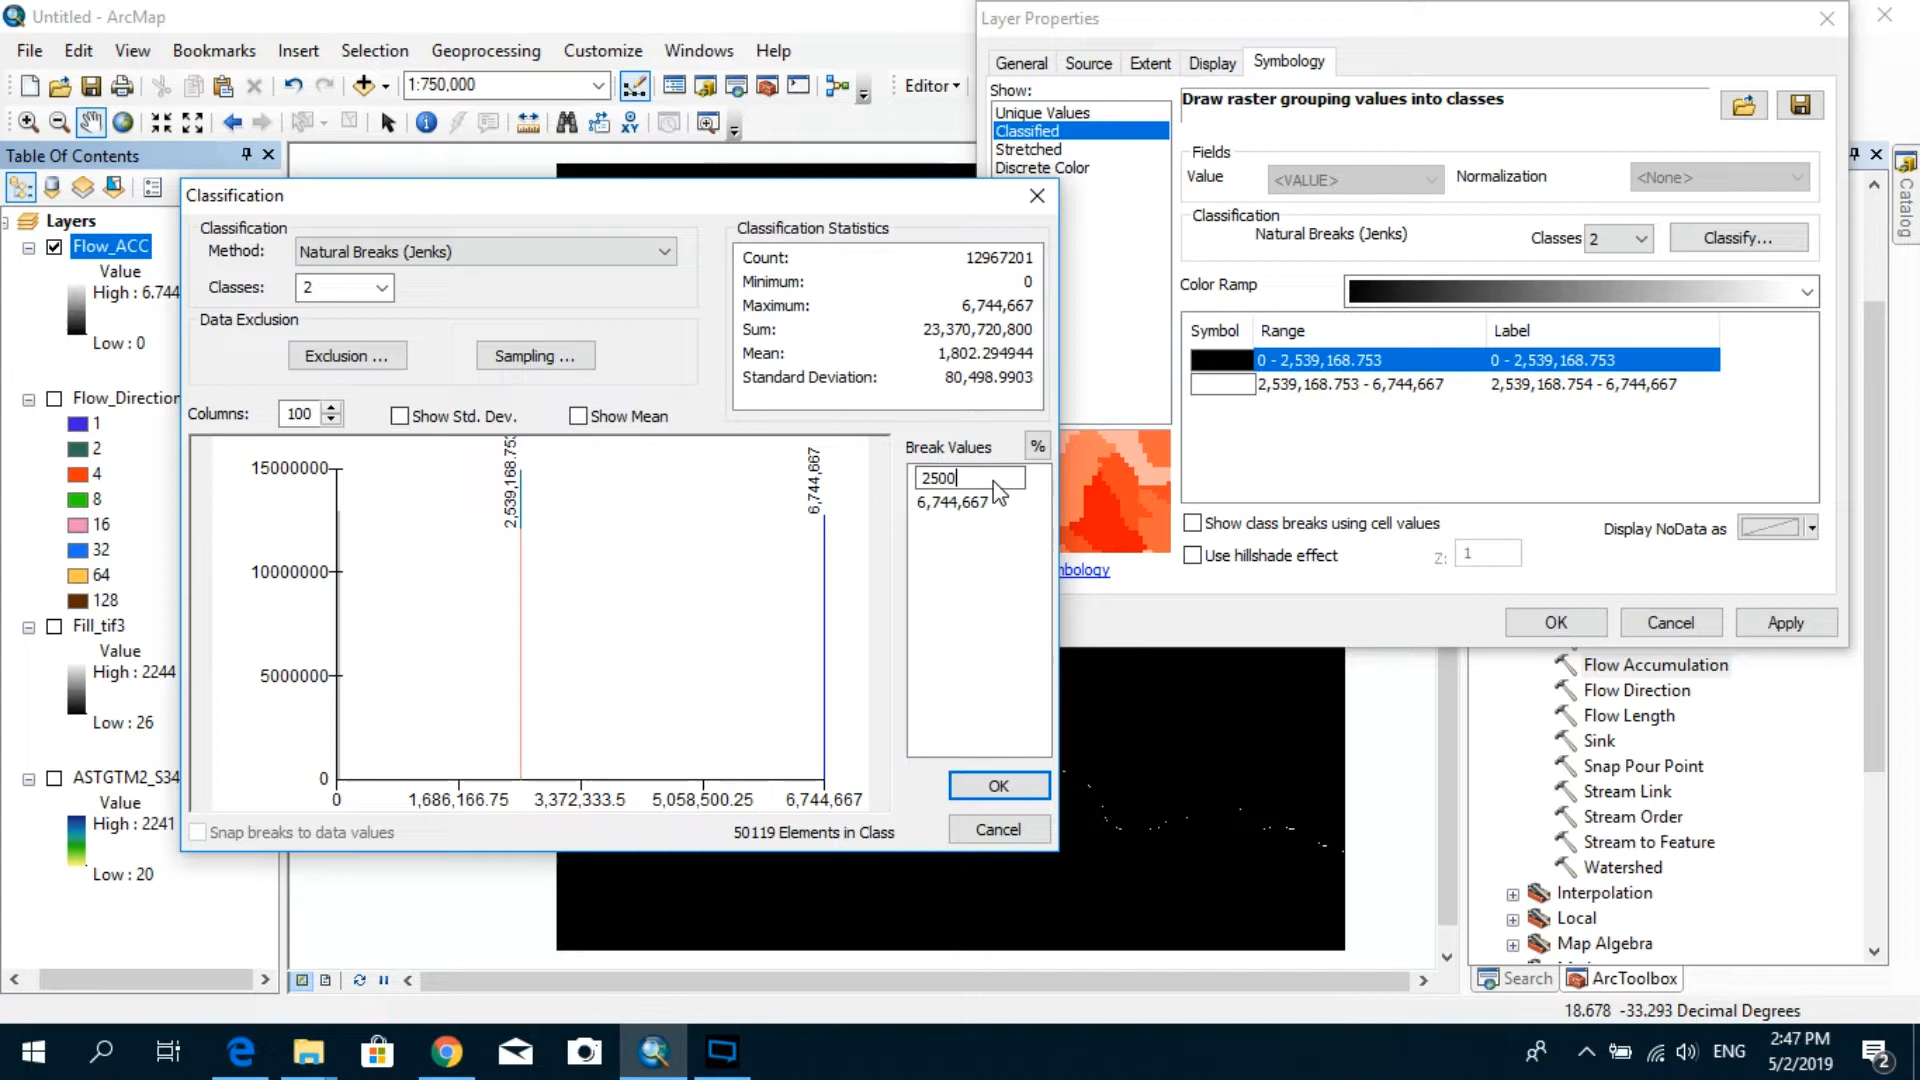 Untitled - ArcMap
File Edit View Bookmarks Insert Selection Geoprocessing Customize Windows Help
1:750,000
Editor
Table Of Contents
Layers
Flow_ACC
Value
High : 6.744
Low : 0
Flow_Direction
1
2
4
8
16
32
64
128
Fill_tif3
Value
High : 2244
Low : 26
ASTGTM2_S34
Value
High : 2241
Low : 20
Classification
Classification
Method: Natural Breaks (Jenks)
Classes: 2
Data Exclusion
Exclusion ... Sampling ...
Classification Statistics
Count: 12967201
Minimum: 0
Maximum: 6,744,667
Sum: 23,370,720,800
Mean: 1,802.294944
Standard Deviation: 80,498.9903
Columns: 100 Show Std. Dev. Show Mean
Break Values %
2500
6,744,667
15000000
10000000
5000000
0
2,539,168.753
6,744,667
0 1,686,166.75 3,372,333.5 5,058,500.25 6,744,667
Snap breaks to data values
50119 Elements in Class
OK
Cancel
Layer Properties
General Source Extent Display Symbology
Show:
Unique Values
Classified
Stretched
Discrete Color
Draw raster grouping values into classes
Fields
Value <VALUE> Normalization <None>
Classification
Natural Breaks (Jenks) Classes 2 Classify...
Color Ramp
Symbol Range Label
0 - 2,539,168.753 0 - 2,539,168.753
2,539,168.753 - 6,744,667 2,539,168.754 - 6,744,667
Show class breaks using cell values
Display NoData as
Use hillshade effect Z: 1
OK Cancel Apply
Catalog
Flow Accumulation
Flow Direction
Flow Length
Sink
Snap Pour Point
Stream Link
Stream Order
Stream to Feature
Watershed
Interpolation
Local
Map Algebra
Search ArcToolbox
18.678 -33.293 Decimal Degrees
ENG
2:47 PM
5/2/2019
2